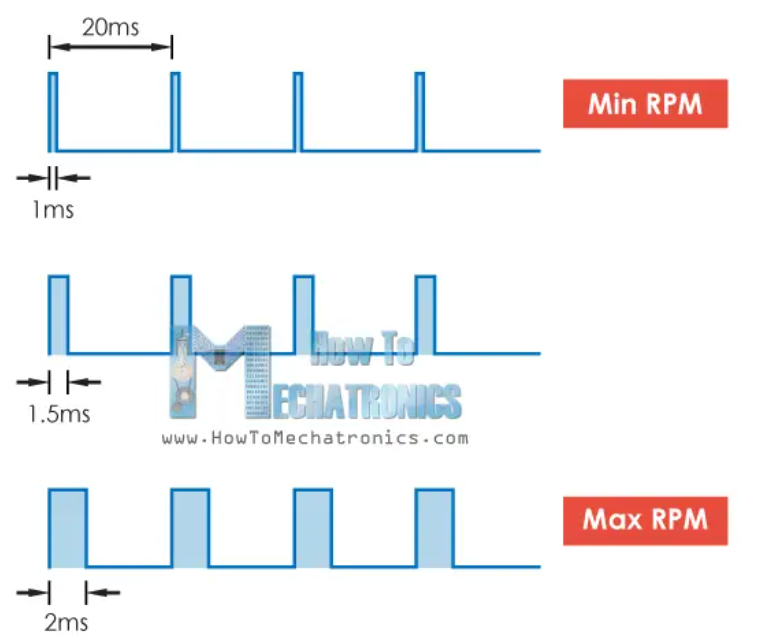 20ms
Min RPM
1ms
How To
MECHATRONICS
1.5ms
www.HowToMechatronics.com
Max RPM
2ms